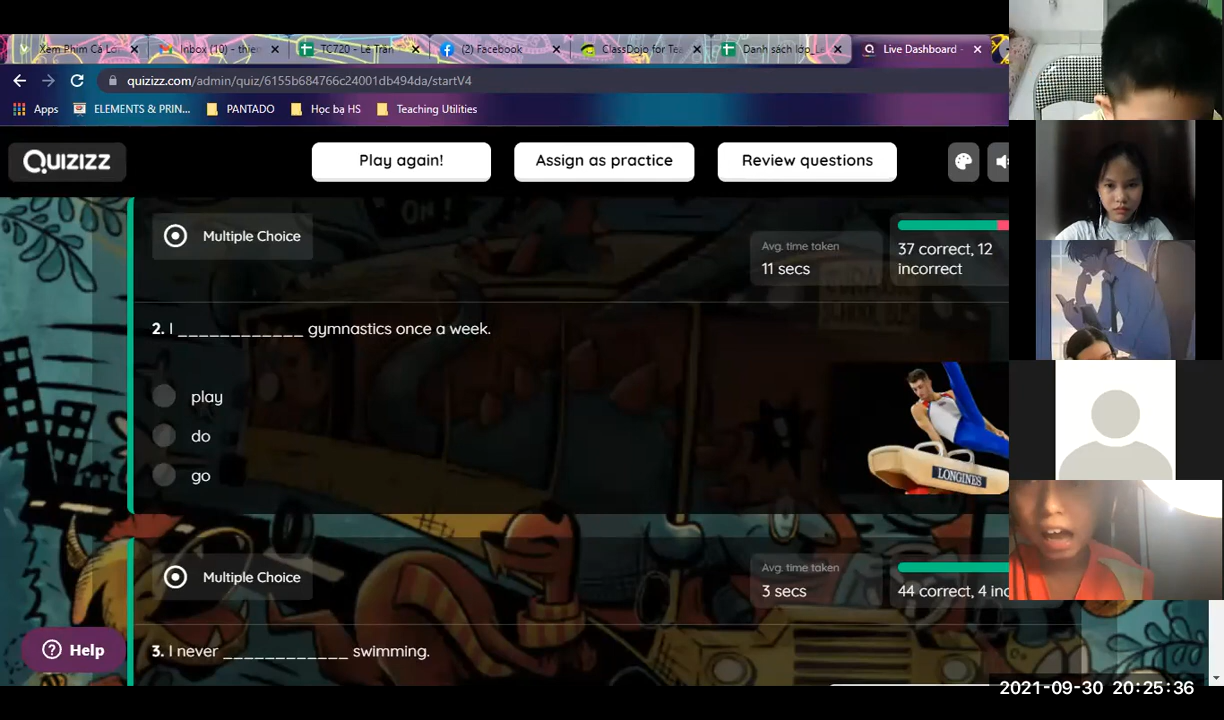 Xem Phim Cá Lo
Inbox (10) - thien
TC720 - Lê Trần
(2) Facebook
ClassDojo for Tea
Danh sách lớp_Le
Live Dashboard -
quizizz.com/admin/quiz/6155b684766c24001db494da/startV4
Apps
ELEMENTS & PRIN...
PANTADO
Học bạ HS
Teaching Utilities
QUIZIZZ
Play again!
Assign as practice
Review questions
OH!
Multiple Choice
Avg. time taken
11 secs
37 correct, 12
incorrect
2. I ____________ gymnastics once a week.
play
do
go
LONGINES
Multiple Choice
Avg. time taken
3 secs
44 correct, 4 inc
Help
3. I never ____________ swimming.
2021-09-30 20:25:36